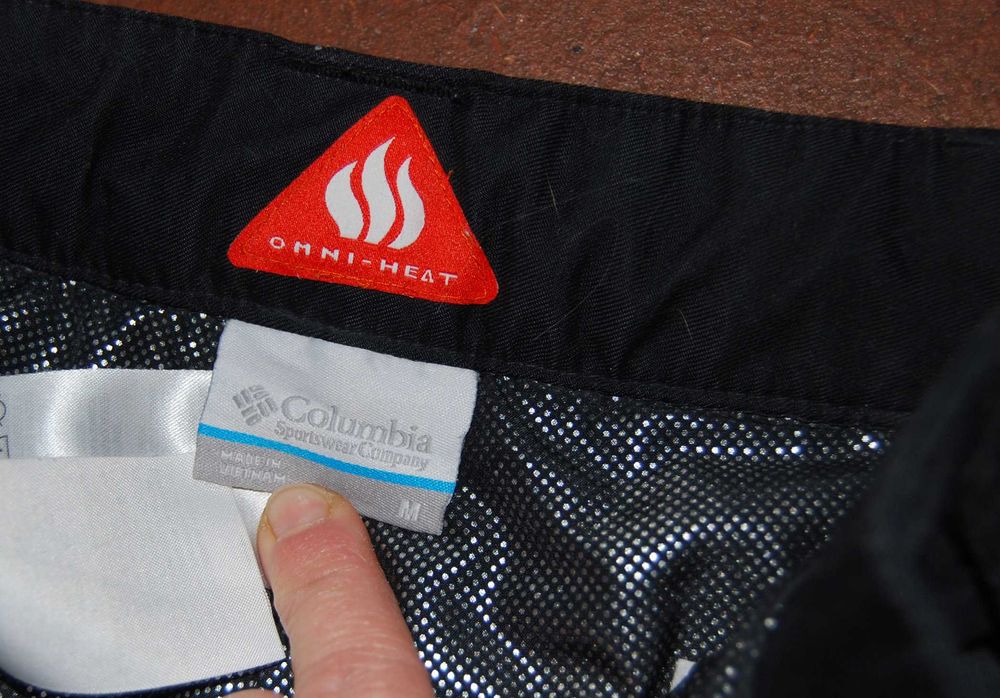 OMNI-HEAT
Columbia
Sportswear Company
MADE IN
VIETNAM
M